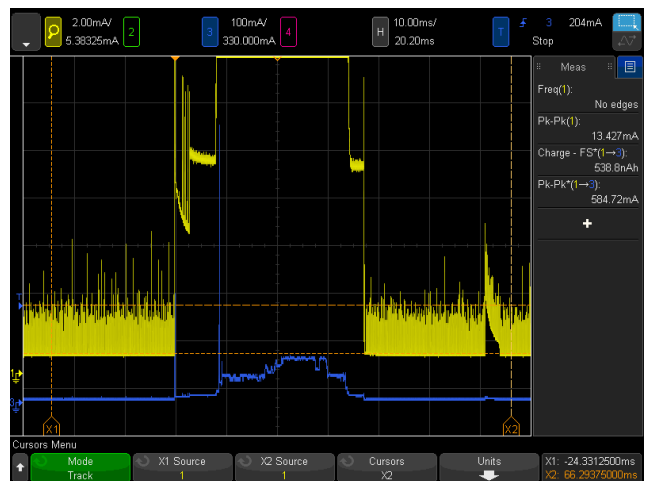 2.00mA/ 100mA/ 10.00ms/ 3 204mA
5.38325mA 2 3 330.000mA 4 H 20.20ms T Stop
Meas
Freq(1):
No edges
Pk-Pk(1):
13.427mA
Charge - FS*(1→3):
538.8nAh
Pk-Pk*(1→3):
584.72mA
T
1
3
X1 X2
Cursors Menu
Mode X1 Source X2 Source Cursors Units X1: -24.3312500ms
Track 1 1 X2 X2: 66.29375000ms